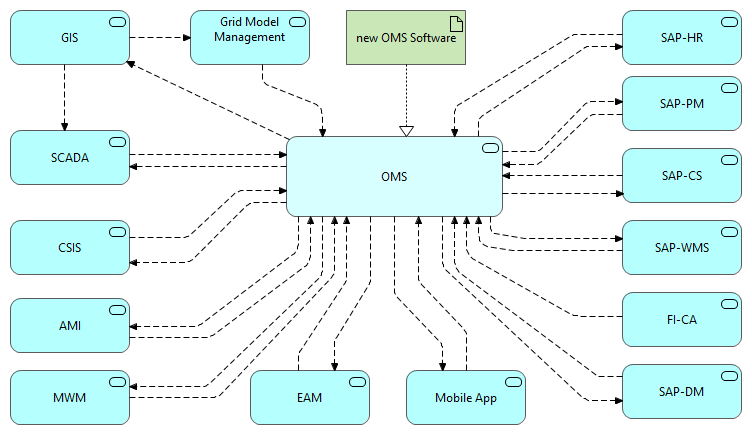 GIS
Grid Model
Management
new OMS Software
SAP-HR
SAP-PM
SCADA
OMS
SAP-CS
CSIS
SAP-WMS
AMI
FI-CA
MWM
EAM
Mobile App
SAP-DM